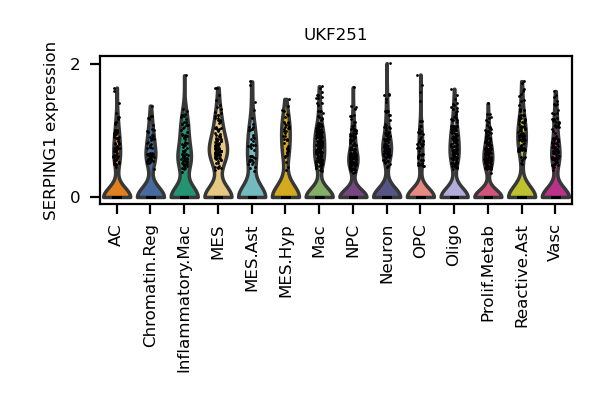 UKF251
SERPING1 expression
2
0
AC
Chromatin.Reg
Inflammatory.Mac
MES
MES.Ast
MES.Hyp
Mac
NPC
Neuron
OPC
Oligo
Prolif.Metab
Reactive.Ast
Vasc